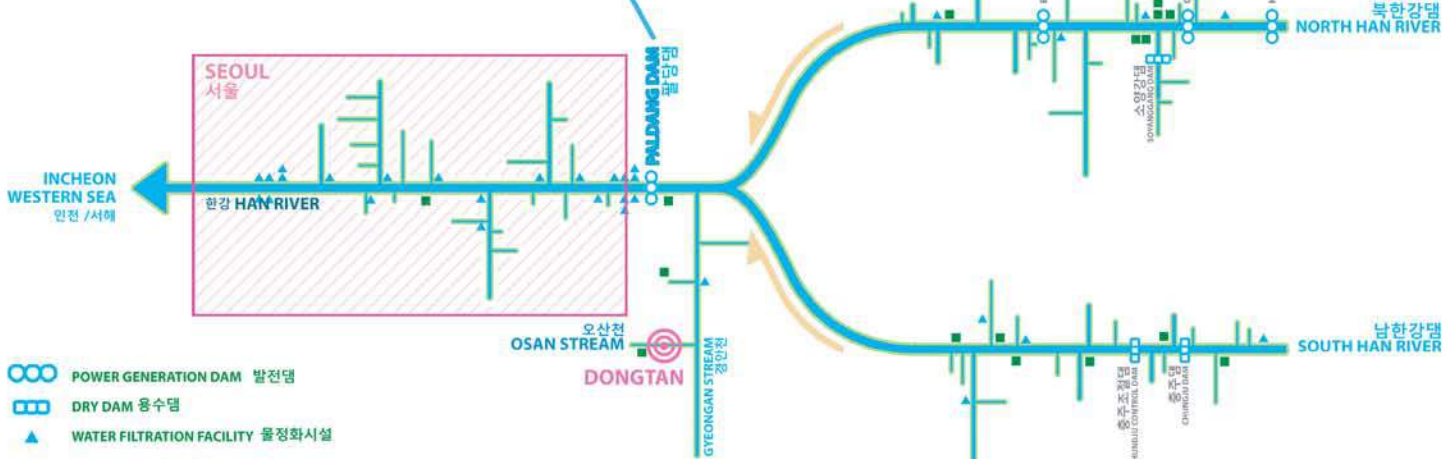 북한강댐
NORTH HAN RIVER
소양강댐
SOYANGGANG DAM
PALDANG DAM
팔당댐
SEOUL
서울
INCHEON
WESTERN SEA
인천 /서해
한강 HAN RIVER
오산천
OSAN STREAM
DONGTAN
GYEONGAN STREAM
경안천
남한강댐
SOUTH HAN RIVER
충주조절댐
HUNGJU CONTROL DAM
충주댐
CHUNGJU DAM
POWER GENERATION DAM 발전댐
DRY DAM 용수댐
WATER FILTRATION FACILITY 물정화시설